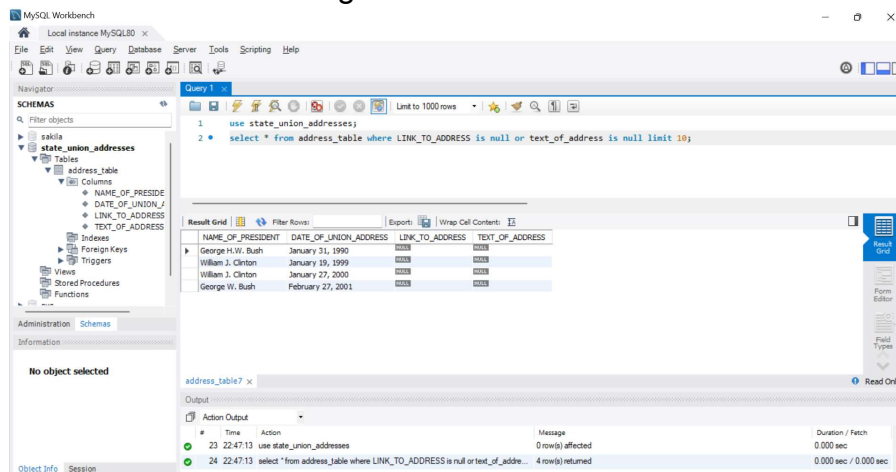 MySQL Workbench
Local instance MySQL80 ×
File Edit View Query Database Server Tools Scripting Help
Navigator
SCHEMAS
Filter objects
sakila
state_union_addresses
Tables
address_table
Columns
NAME_OF_PRESIDE
DATE_OF_UNION_A
LINK_TO_ADDRESS
TEXT_OF_ADDRESS
Indexes
Foreign Keys
Triggers
Views
Stored Procedures
Functions
Administration Schemas
Information
No object selected
Object Info Session
Query 1 ×
Limit to 1000 rows
1 use state_union_addresses;
2 select * from address_table where LINK_TO_ADDRESS is null or text_of_address is null limit 10;
Result Grid Filter Rows: Export: Wrap Cell Content:
NAME_OF_PRESIDENT DATE_OF_UNION_ADDRESS LINK_TO_ADDRESS TEXT_OF_ADDRESS
George H.W. Bush January 31, 1990 NULL NULL
William J. Clinton January 19, 1999 NULL NULL
William J. Clinton January 27, 2000 NULL NULL
George W. Bush February 27, 2001 NULL NULL
Result Grid
Form Editor
Field Types
address_table7 ×
Read Onl
Output
Action Output
# Time Action Message Duration / Fetch
23 22:47:13 use state_union_addresses 0 row(s) affected 0.000 sec
24 22:47:13 select * from address_table where LINK_TO_ADDRESS is null or text_of_addre... 4 row(s) returned 0.000 sec / 0.000 sec